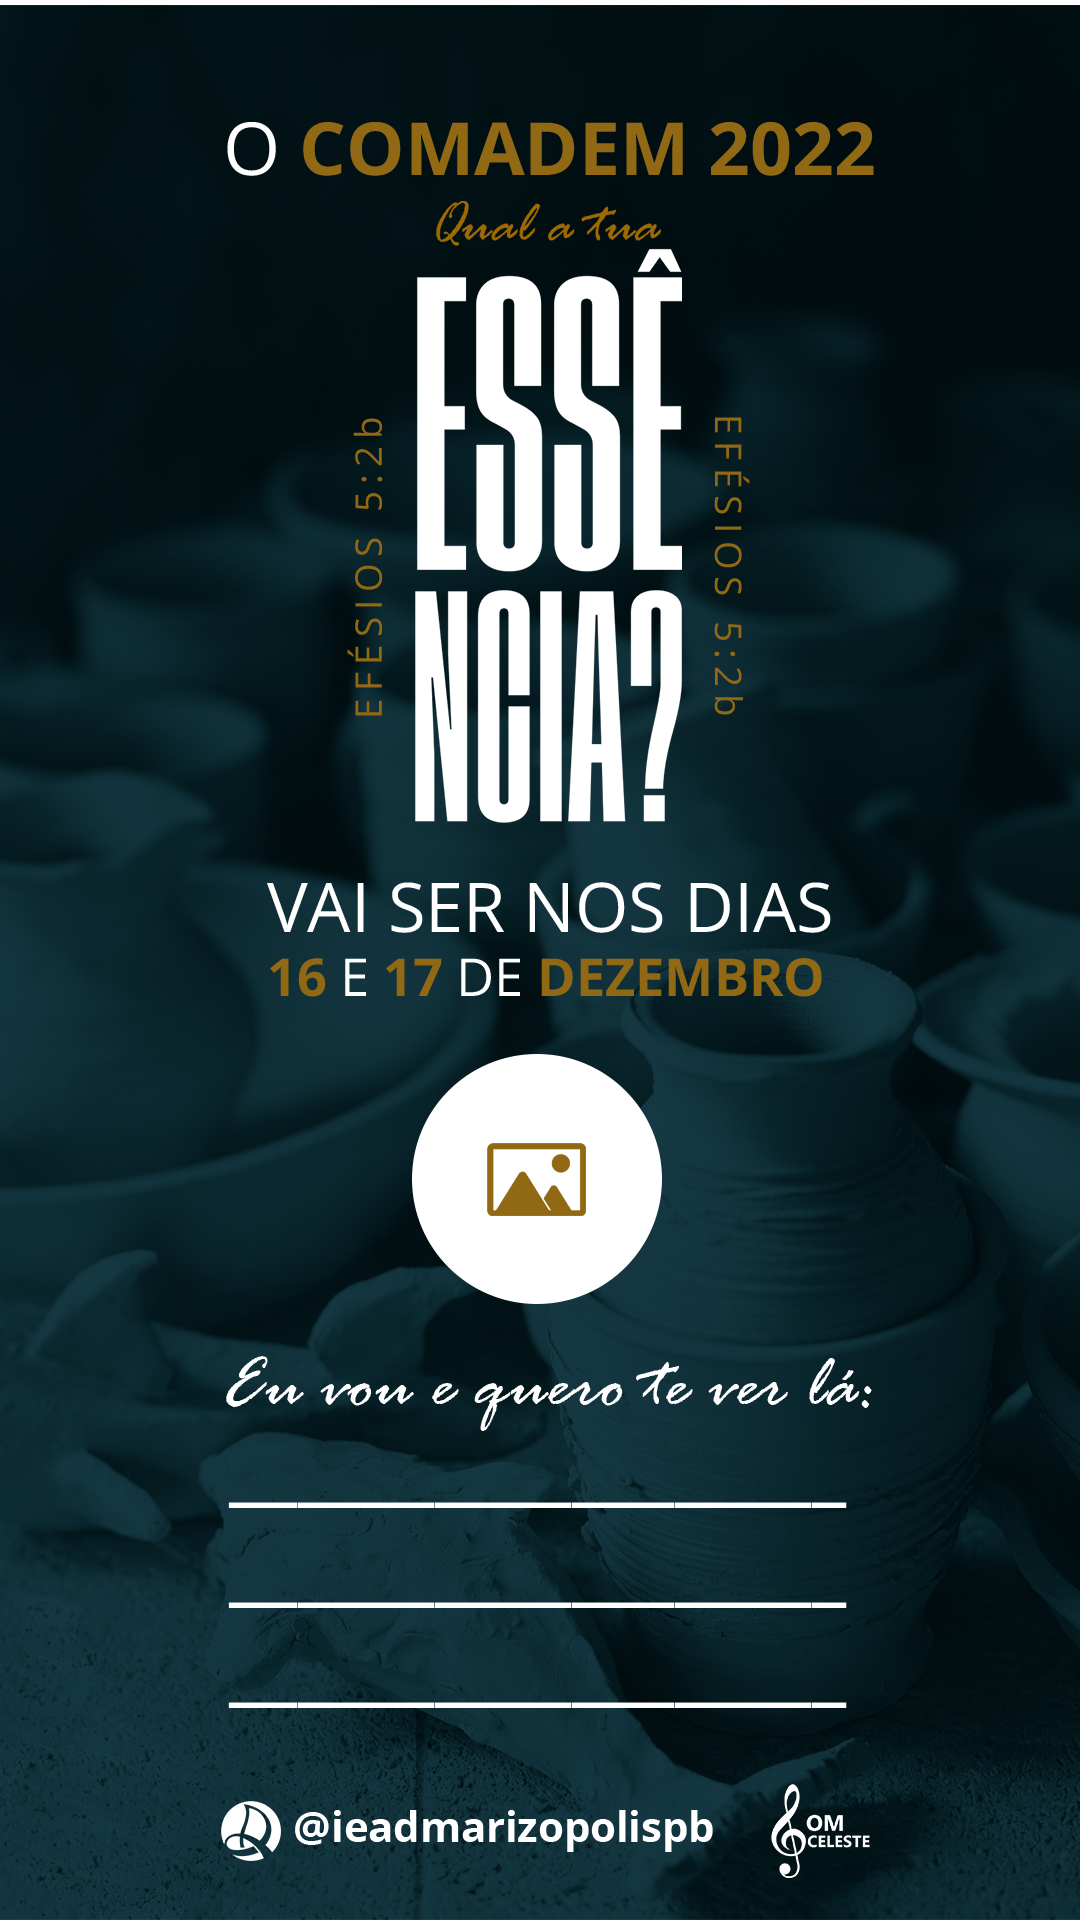 O COMADEM 2022
Qual a tua
ESSÊ
NCIA?
EFÉSIOS 5:2b
EFÉSIOS 5:2b
VAI SER NOS DIAS
16 E 17 DE DEZEMBRO
Eu vou e quero te ver lá:
@ieadmarizopolispb
OM
CELESTE